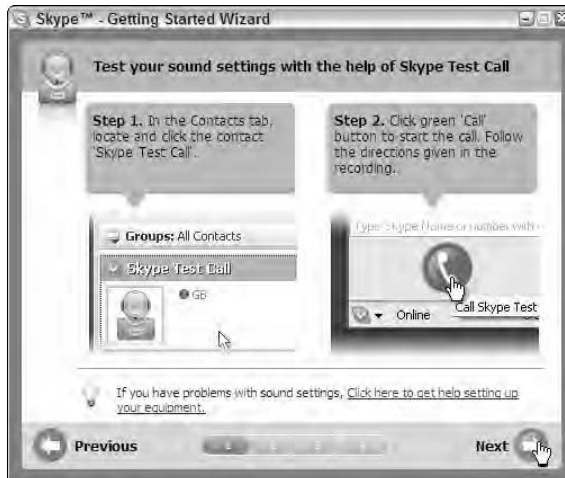 Skype™ - Getting Started Wizard
Test your sound settings with the help of Skype Test Call
Step 1. In the Contacts tab,
locate and click the contact
'Skype Test Call'.
Step 2. Click green 'Call'
button to start the call. Follow
the directions given in the
recording.
Groups: All Contacts
Skype Test Call
GB
Type Skype Name or number with
Online
Call Skype Test
If you have problems with sound settings, Click here to get help setting up
your equipment.
Previous
1
Next